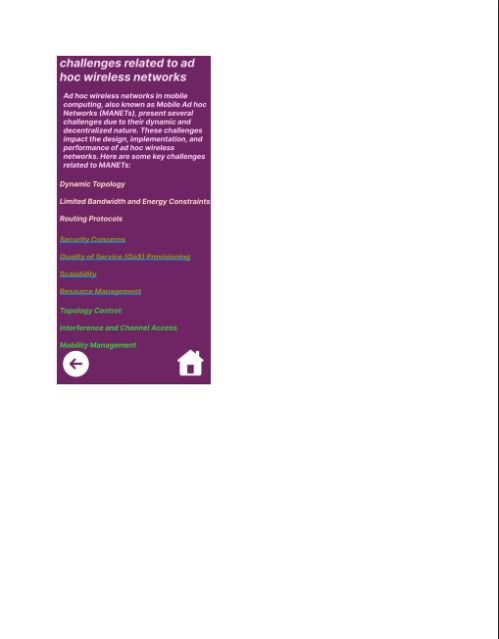 challenges related to ad
hoc wireless networks
Ad hoc wireless networks in mobile
computing, also known as Mobile Ad hoc
Networks (MANETs), present several
challenges due to their dynamic and
decentralized nature. These challenges
impact the design, implementation, and
performance of ad hoc wireless
networks. Here are some key challenges
related to MANETs:
Dynamic Topology
Limited Bandwidth and Energy Constraints
Routing Protocols
Security Concerns
Quality of Service (QoS) Provisioning
Scalability
Resource Management
Topology Control:
Interference and Channel Access
Mobility Management